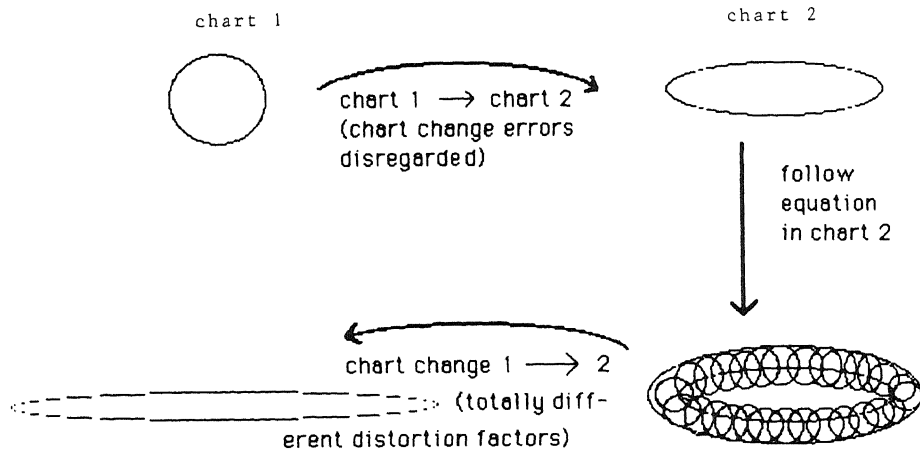 chart 1
chart 2
chart 1 → chart 2
(chart change errors
disregarded)
follow
equation
in chart 2
chart change 1 → 2
(totally diff-
erent distortion factors)